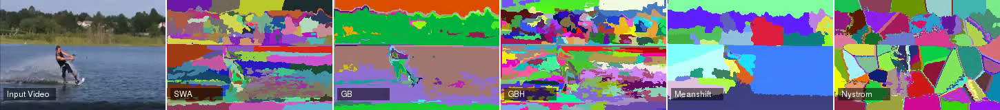 Input Video
SWA
GB
GBH
Meanshift
Nystrom